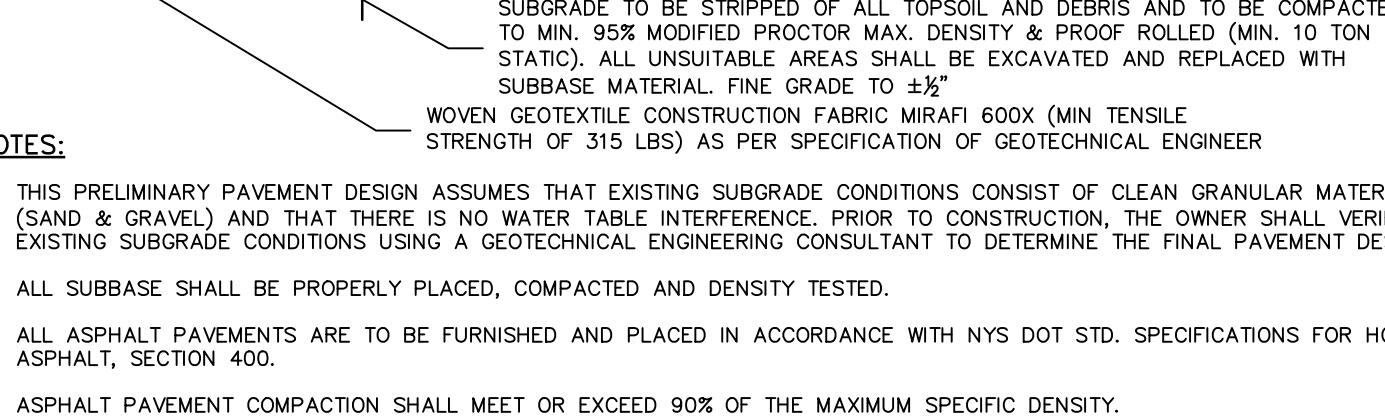 SUBGRADE TO BE STRIPPED OF ALL TOPSOIL AND DEBRIS AND TO BE COMPACTE
TO MIN. 95% MODIFIED PROCTOR MAX. DENSITY & PROOF ROLLED (MIN. 10 TON
STATIC). ALL UNSUITABLE AREAS SHALL BE EXCAVATED AND REPLACED WITH
SUBBASE MATERIAL. FINE GRADE TO ±½"
WOVEN GEOTEXTILE CONSTRUCTION FABRIC MIRAFI 600X (MIN TENSILE
STRENGTH OF 315 LBS) AS PER SPECIFICATION OF GEOTECHNICAL ENGINEER
OTES:
THIS PRELIMINARY PAVEMENT DESIGN ASSUMES THAT EXISTING SUBGRADE CONDITIONS CONSIST OF CLEAN GRANULAR MATER
(SAND & GRAVEL) AND THAT THERE IS NO WATER TABLE INTERFERENCE. PRIOR TO CONSTRUCTION, THE OWNER SHALL VERI
EXISTING SUBGRADE CONDITIONS USING A GEOTECHNICAL ENGINEERING CONSULTANT TO DETERMINE THE FINAL PAVEMENT DE
ALL SUBBASE SHALL BE PROPERLY PLACED, COMPACTED AND DENSITY TESTED.
ALL ASPHALT PAVEMENTS ARE TO BE FURNISHED AND PLACED IN ACCORDANCE WITH NYS DOT STD. SPECIFICATIONS FOR HO
ASPHALT, SECTION 400.
ASPHALT PAVEMENT COMPACTION SHALL MEET OR EXCEED 90% OF THE MAXIMUM SPECIFIC DENSITY.